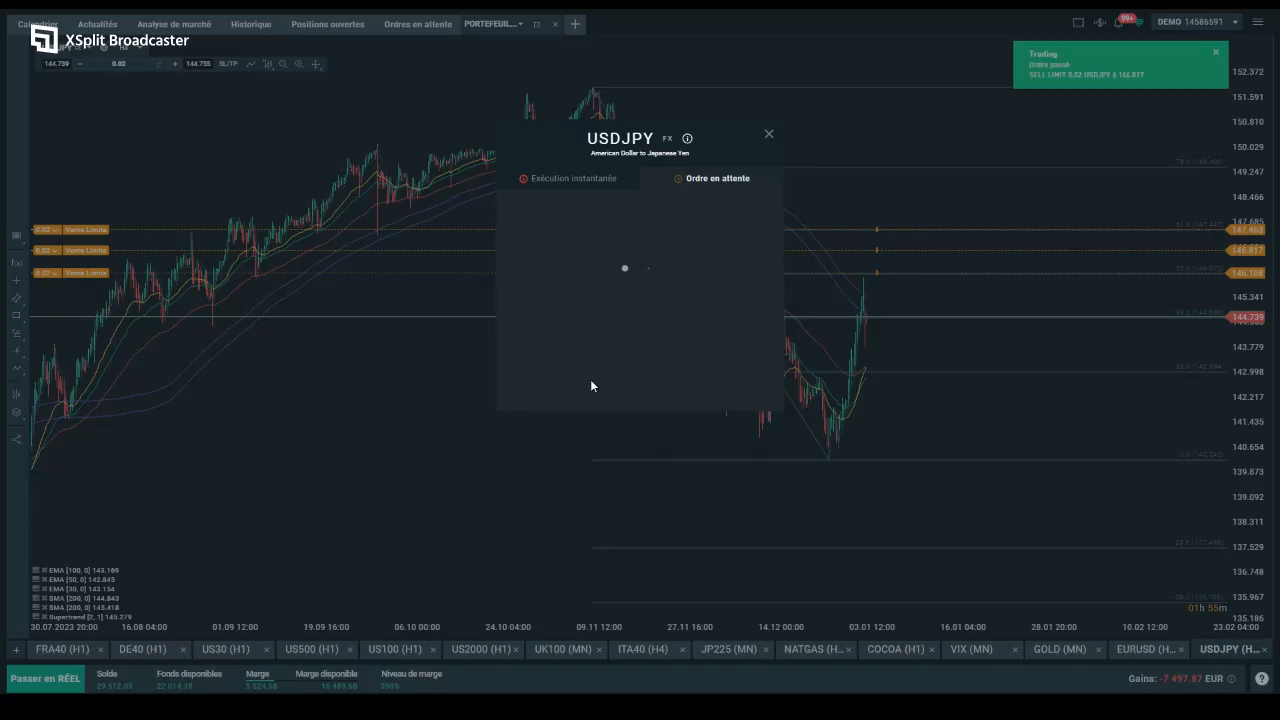 Calendrier Actualités Analyse de marché Historique Positions ouvertes Ordres en attente PORTEFEUIL... 99+ DEMO 14586591
XSplit Broadcaster
144.739 0.02 144.755 SL/TP
Trading
Ordre passé
SELL LIMIT 0.02 USDJPY à 146.817
USDJPY FX
American Dollar to Japanese Yen
Exécution instantanée Ordre en attente
152.372
151.591
150.810
150.029
149.247
148.466
147.685
0.02 Vente Limite 147.463
0.02 Vente Limite 146.817
0.02 Vente Limite 146.108
145.341
144.739
143.779
142.998
142.217
141.435
140.654
139.873
139.092
138.311
137.529
136.748
135.967
135.186
EMA [100, 0] 143.169
EMA [50, 0] 142.845
EMA [30, 0] 143.154
SMA [200, 0] 144.843
SMA [200, 0] 145.418
Supertrend [2, 1] 145.279
01h 55m
30.07.2023 20:00 16.08 04:00 01.09 12:00 19.09 16:00 06.10 00:00 24.10 04:00 09.11 12:00 27.11 16:00 14.12 00:00 03.01 12:00 16.01 04:00 28.01 20:00 10.02 12:00 23.02 04:00
FRA40 (H1) DE40 (H1) US30 (H1) US500 (H1) US100 (H1) US2000 (H1) UK100 (MN) ITA40 (H4) JP225 (MN) NATGAS (H... COCOA (H1) VIX (MN) GOLD (MN) EURUSD (H... USDJPY (H...
Passer en RÉEL
Solde Fonds disponibles Marge Marge disponible Niveau de marge
29 512.05 22 014.18 5 524.58 16 489.60 398%
Gains: -7 497.87 EUR